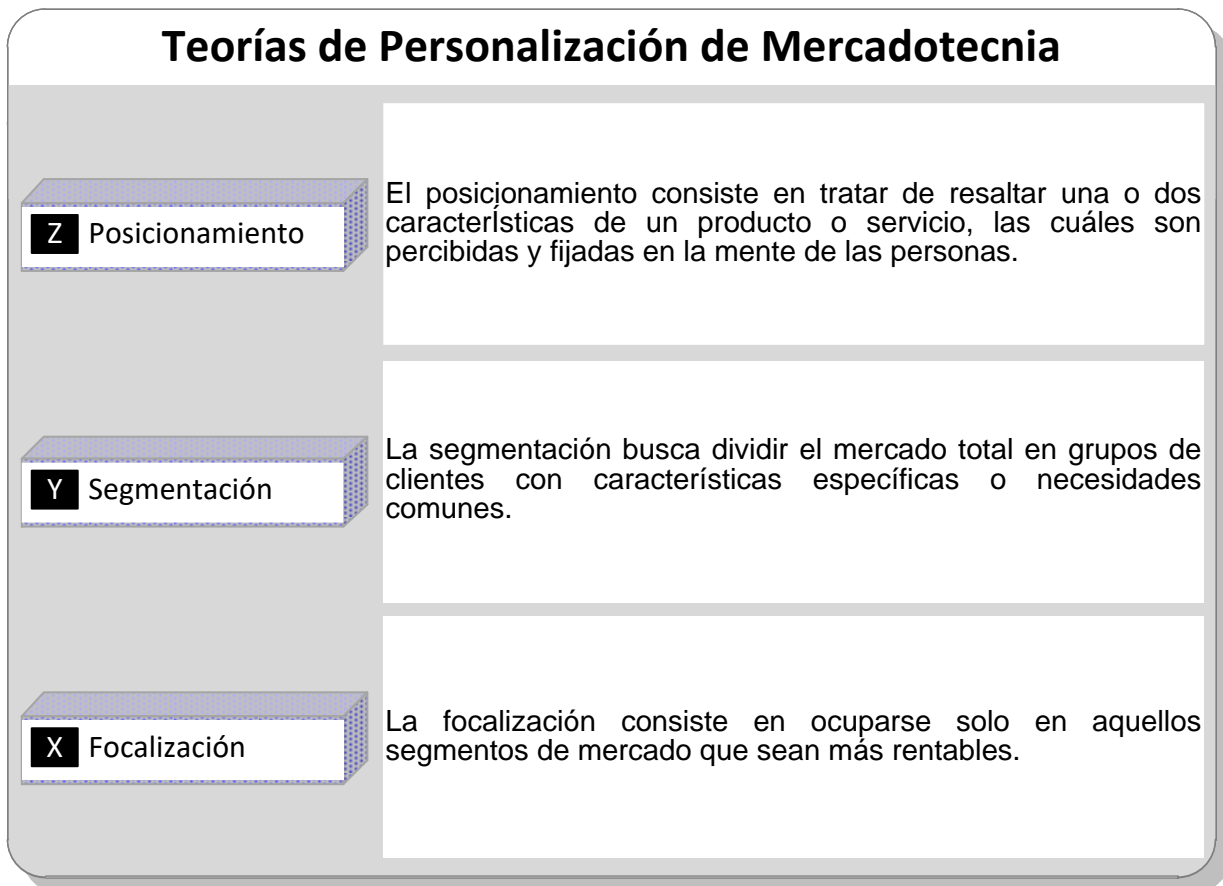 Teorías de Personalización de Mercadotecnia
Z Posicionamiento
El posicionamiento consiste en tratar de resaltar una o dos
características de un producto o servicio, las cuáles son
percibidas y fijadas en la mente de las personas.
Y Segmentación
La segmentación busca dividir el mercado total en grupos de
clientes con características específicas o necesidades
comunes.
X Focalización
La focalización consiste en ocuparse solo en aquellos
segmentos de mercado que sean más rentables.